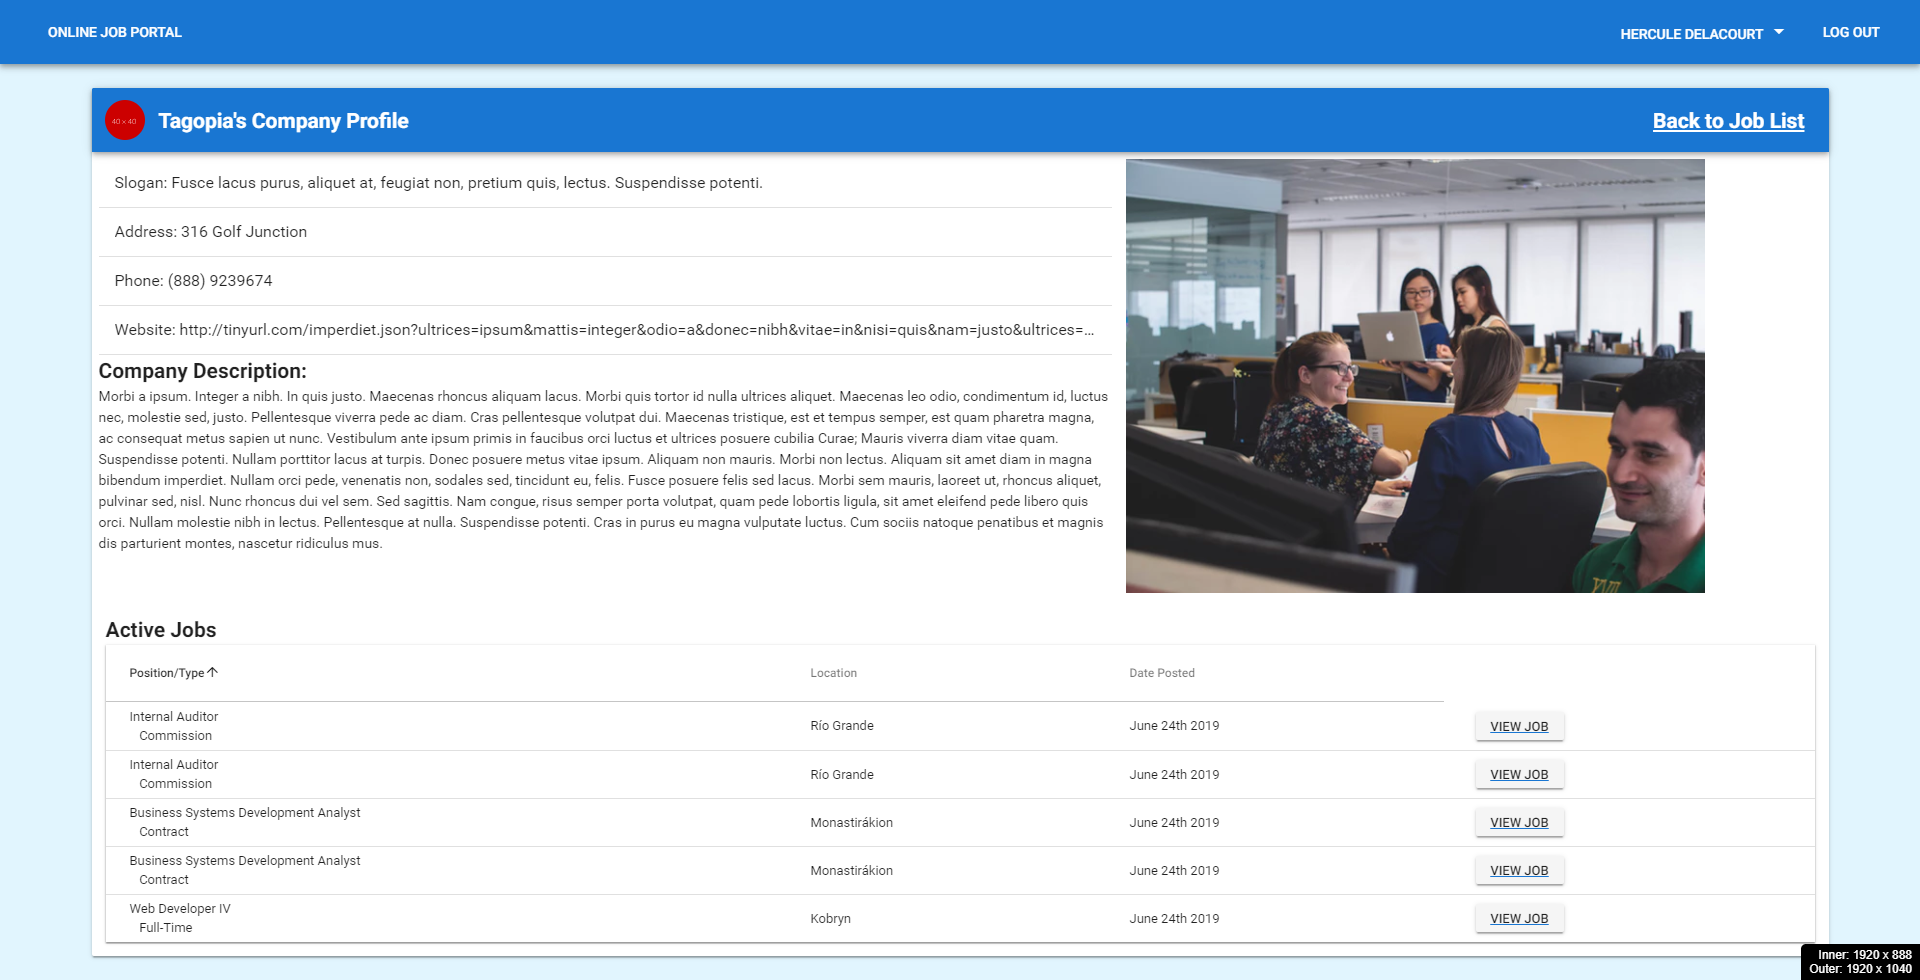 ONLINE JOB PORTAL
HERCULE DELACOURT
LOG OUT
40 × 40
Tagopia's Company Profile
Back to Job List
Slogan: Fusce lacus purus, aliquet at, feugiat non, pretium quis, lectus. Suspendisse potenti.
Address: 316 Golf Junction
Phone: (888) 9239674
Website: http://tinyurl.com/imperdiet.json?ultrices=ipsum&mattis=integer&odio=a&donec=nibh&vitae=in&nisi=quis&nam=justo&ultrices=...
Company Description:
Morbi a ipsum. Integer a nibh. In quis justo. Maecenas rhoncus aliquam lacus. Morbi quis tortor id nulla ultrices aliquet. Maecenas leo odio, condimentum id, luctus
nec, molestie sed, justo. Pellentesque viverra pede ac diam. Cras pellentesque volutpat dui. Maecenas tristique, est et tempus semper, est quam pharetra magna,
ac consequat metus sapien ut nunc. Vestibulum ante ipsum primis in faucibus orci luctus et ultrices posuere cubilia Curae; Mauris viverra diam vitae quam.
Suspendisse potenti. Nullam porttitor lacus at turpis. Donec posuere metus vitae ipsum. Aliquam non mauris. Morbi non lectus. Aliquam sit amet diam in magna
bibendum imperdiet. Nullam orci pede, venenatis non, sodales sed, tincidunt eu, felis. Fusce posuere felis sed lacus. Morbi sem mauris, laoreet ut, rhoncus aliquet,
pulvinar sed, nisl. Nunc rhoncus dui vel sem. Sed sagittis. Nam congue, risus semper porta volutpat, quam pede lobortis ligula, sit amet eleifend pede libero quis
orci. Nullam molestie nibh in lectus. Pellentesque at nulla. Suspendisse potenti. Cras in purus eu magna vulputate luctus. Cum sociis natoque penatibus et magnis
dis parturient montes, nascetur ridiculus mus.
Active Jobs
Position/Type Location Date Posted
Internal Auditor
Commission
Río Grande
June 24th 2019
VIEW JOB
Internal Auditor
Commission
Río Grande
June 24th 2019
VIEW JOB
Business Systems Development Analyst
Contract
Monastirákion
June 24th 2019
VIEW JOB
Business Systems Development Analyst
Contract
Monastirákion
June 24th 2019
VIEW JOB
Web Developer IV
Full-Time
Kobryn
June 24th 2019
VIEW JOB
Inner: 1920 x 888
Outer: 1920 x 1040